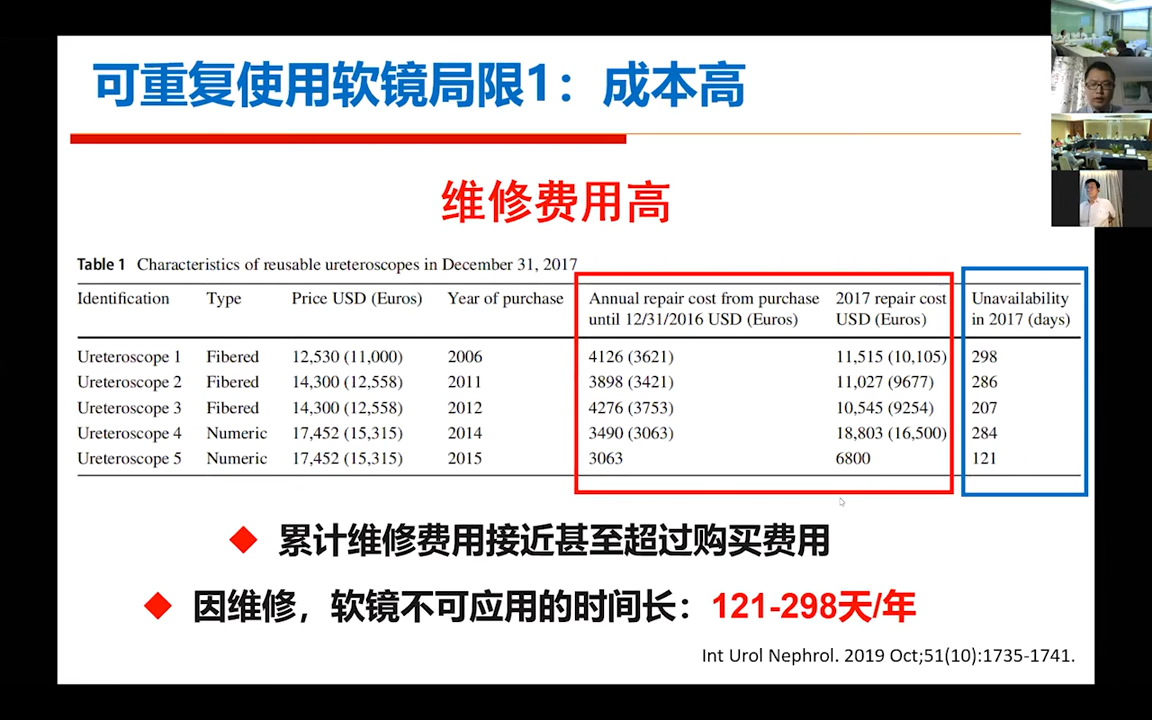 可重复使用软镜局限1：成本高
维修费用高
Table 1 Characteristics of reusable ureteroscopes in December 31, 2017
Identification Type Price USD (Euros) Year of purchase Annual repair cost from purchase until 12/31/2016 USD (Euros) 2017 repair cost USD (Euros) Unavailability in 2017 (days)
Ureteroscope 1 Fibered 12,530 (11,000) 2006 4126 (3621) 11,515 (10,105) 298
Ureteroscope 2 Fibered 14,300 (12,558) 2011 3898 (3421) 11,027 (9677) 286
Ureteroscope 3 Fibered 14,300 (12,558) 2012 4276 (3753) 10,545 (9254) 207
Ureteroscope 4 Numeric 17,452 (15,315) 2014 3490 (3063) 18,803 (16,500) 284
Ureteroscope 5 Numeric 17,452 (15,315) 2015 3063 6800 121
累计维修费用接近甚至超过购买费用
因维修，软镜不可应用的时间长：121-298天/年
Int Urol Nephrol. 2019 Oct;51(10):1735-1741.